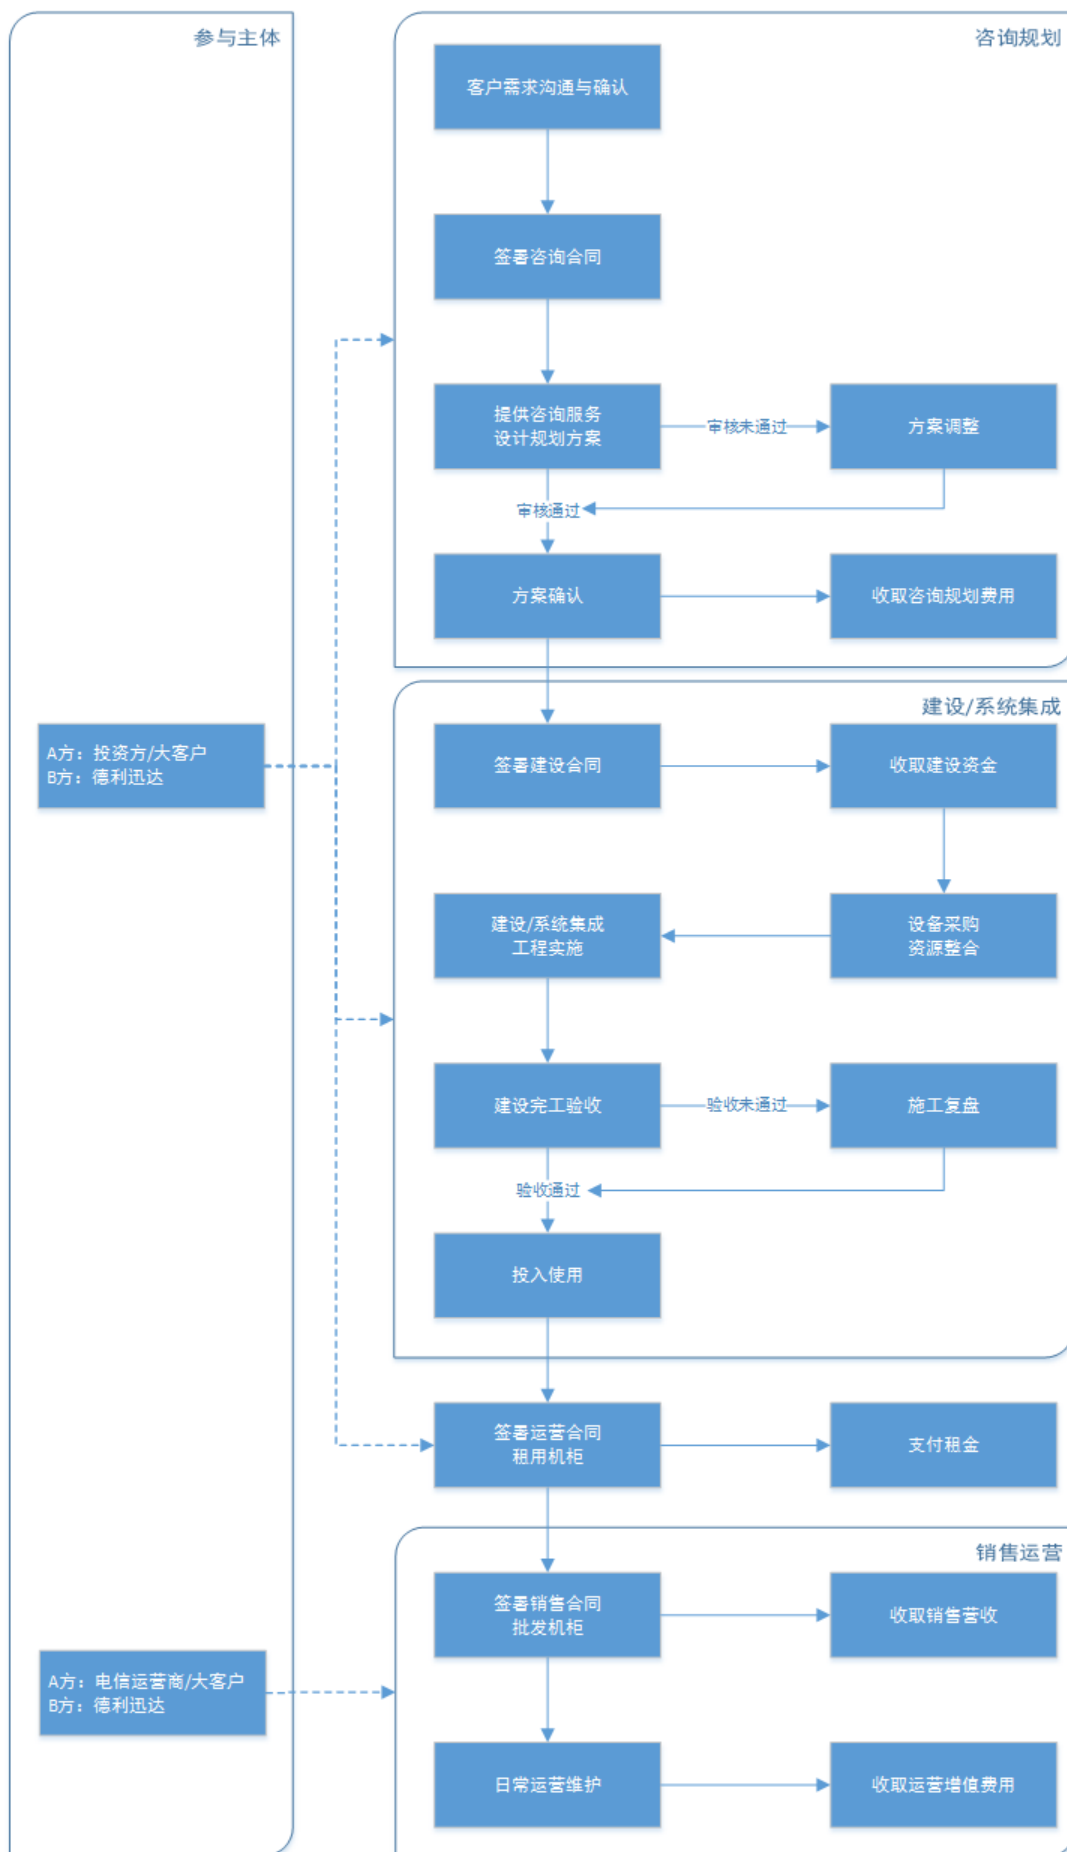 参与主体
咨询规划
客户需求沟通与确认
签署咨询合同
提供咨询服务
设计规划方案
审核未通过
方案调整
审核通过
方案确认
收取咨询规划费用
建设/系统集成
A方：投资方/大客户
B方：德利迅达
签署建设合同
收取建设资金
建设/系统集成
工程实施
设备采购
资源整合
建设完工验收
验收未通过
施工复盘
验收通过
投入使用
签署运营合同
租用机柜
支付租金
销售运营
签署销售合同
批发机柜
收取销售营收
A方：电信运营商/大客户
B方：德利迅达
日常运营维护
收取运营增值费用